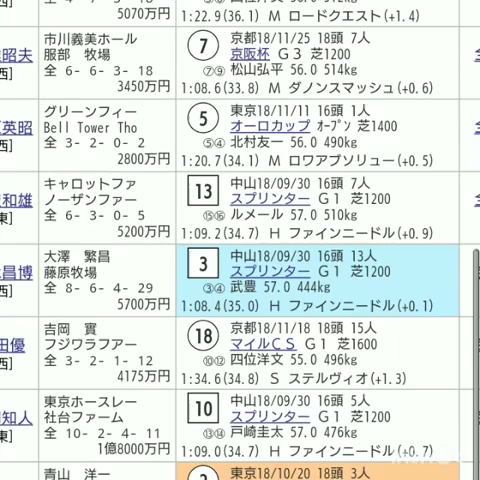 5070万円
1:22.9(36.1) M ロードクエスト(+1.4)
昭夫
西]
市川義美ホール
服部 牧場
全 6- 6- 3- 18
3450万円
7
京都18/11/25 18頭 7人
京阪杯 G3 芝1200
⑦⑨ 松山弘平 56.0 514kg
1:08.6(33.8) M ダノンスマッシュ(+0.6)
英昭
西]
グリーンフィー
Bell Tower Tho
全 3- 2- 0- 2
2800万円
5
東京18/11/11 16頭 1人
オーロカップ オープン 芝1400
⑤④ 北村友一 56.0 490kg
1:20.7(34.1) M ロワアブソリュー(+0.5)
和雄
東]
キャロットファ
ノーザンファー
全 6- 3- 0- 5
5200万円
13
中山18/09/30 16頭 7人
スプリンター G1 芝1200
⑮⑯ ルメール 57.0 510kg
1:09.2(34.7) H ファインニードル(+0.9)
昌博
西]
大澤 繁昌
藤原牧場
全 8- 6- 4- 29
5700万円
3
中山18/09/30 16頭 13人
スプリンター G1 芝1200
③④ 武豊 57.0 444kg
1:08.4(35.0) H ファインニードル(+0.1)
田優
西]
吉岡 實
フジワラフアー
全 3- 2- 1- 12
4175万円
18
京都18/11/18 18頭 15人
マイルCS G1 芝1600
⑩⑫ 四位洋文 55.0 496kg
1:34.6(34.8) S ステルヴィオ(+1.3)
知人
東]
東京ホースレー
社台ファーム
全 10- 2- 4- 11
1億8000万円
10
中山18/09/30 16頭 5人
スプリンター G1 芝1200
⑬⑭ 戸崎圭太 57.0 476kg
1:09.0(34.7) H ファインニードル(+0.7)
青山 洋一
東京18/10/20 18頭 3人